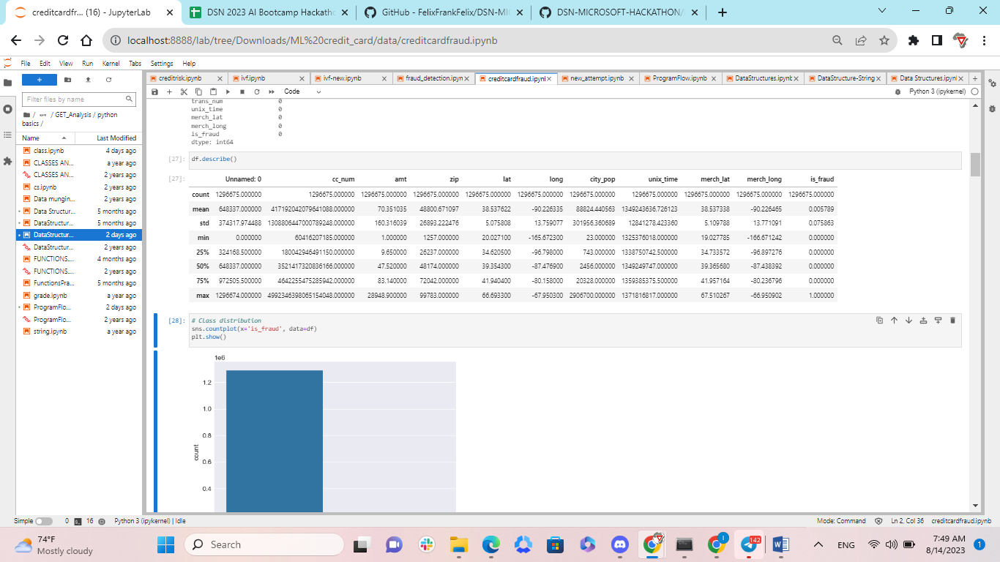 creditcardfr... (16) - JupyterLab
DSN 2023 AI Bootcamp Hackatho
GitHub - FelixFrankFelix/DSN-MIC
DSN-MICROSOFT-HACKATHON/
localhost:8888/lab/tree/Downloads/ML%20credit_card/data/creditcardfraud.ipynb
File Edit View Run Kernel Tabs Settings Help
creditrisk.ipynb ivf.ipynb ivf-new.ipynb fraud_detection.ipyn creditcardfraud.ipynl new_attempt.ipynb ProgramFlow.ipynb DataStructures.ipynb DataStructure-String Data Structures.ipynl
Code
Python 3 (ipykernel)
Filter files by name
/ ... / GET_Analysis / python
basics /
Name Last Modified
class.ipynb 4 days ago
CLASSES AN... a year ago
CLASSES AN... 2 years ago
cs.ipynb 2 years ago
Data mungin... 2 years ago
Data Structur... 5 months ago
DataStructur... 5 months ago
DataStructur... 2 days ago
DataStructur... 2 years ago
FUNCTIONS.... 4 months ago
FUNCTIONS.... 2 years ago
FunctionsPra... 5 months ago
grade.ipynb a year ago
ProgramFlo... 2 days ago
ProgramFlo... 2 years ago
string.ipynb a year ago
trans_num 0
unix_time 0
merch_lat 0
merch_long 0
is_fraud 0
dtype: int64
[27]: df.describe()
[27]: Unnamed: 0 cc_num amt zip lat long city_pop unix_time merch_lat merch_long is_fraud
count 1296675.000000 1296675.000000 1296675.000000 1296675.000000 1296675.000000 1296675.000000 1296675.000000 1296675.000000 1296675.000000 1296675.000000 1296675.000000
mean 648337.000000 417192042079641088.000000 70.351035 48800.671097 38.537622 -90.226335 88824.440563 1349243636.726123 38.537338 -90.226465 0.005789
std 374317.974488 1308806447000789248.000000 160.316039 26893.222476 5.075808 13.759077 301956.360689 12841278.423360 5.109788 13.771091 0.075863
min 0.000000 60416207185.000000 1.000000 1257.000000 20.027100 -165.672300 23.000000 1325376018.000000 19.027785 -166.671242 0.000000
25% 324168.500000 180042946491150.000000 9.650000 26237.000000 34.620500 -96.798000 743.000000 1338750742.500000 34.733572 -96.897276 0.000000
50% 648337.000000 3521417320836166.000000 47.520000 48174.000000 39.354300 -87.476900 2456.000000 1349249747.000000 39.365680 -87.438392 0.000000
75% 972505.500000 4642255475285942.000000 83.140000 72042.000000 41.940400 -80.158000 20328.000000 1359385375.500000 41.957164 -80.236796 0.000000
max 1296674.000000 4992346398065154048.000000 28948.900000 99783.000000 66.693300 -67.950300 2906700.000000 1371816817.000000 67.510267 -66.950902 1.000000
[28]: # Class distribution
sns.countplot(x='is_fraud', data=df)
plt.show()
1e6
1.2
1.0
0.8
0.6
0.4
count
Simple 0 16 Python 3 (ipykernel) | Idle
Mode: Command Ln 2, Col 36 creditcardfraud.ipynb
74°F
Mostly cloudy
Search
142
ENG
7:49 AM
8/14/2023
1